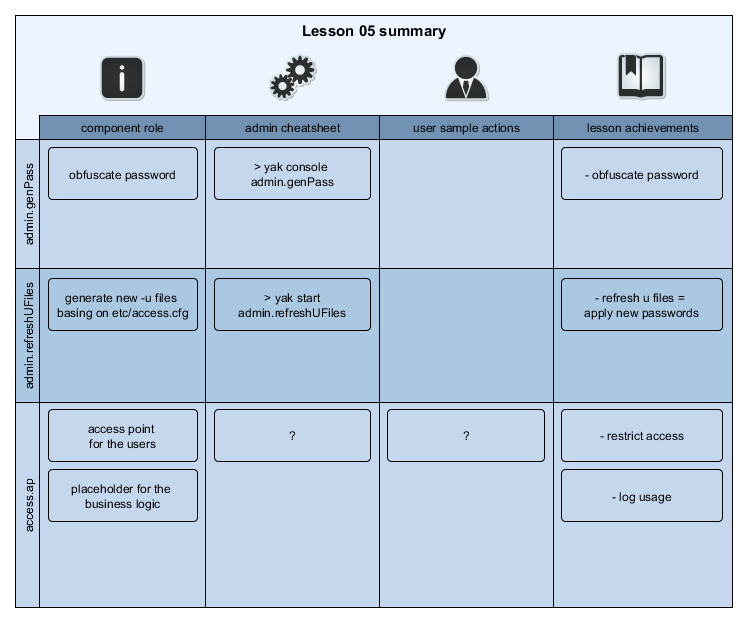 Lesson 05 summary
component role
admin cheatsheet
user sample actions
lesson achievements
admin.genPass
obfuscate password
> yak console
admin.genPass
- obfuscate password
admin.refreshUFiles
generate new -u files
basing on etc/access.cfg
> yak start
admin.refreshUFiles
- refresh u files =
apply new passwords
access.ap
access point
for the users
?
?
- restrict access
placeholder for the
business logic
- log usage